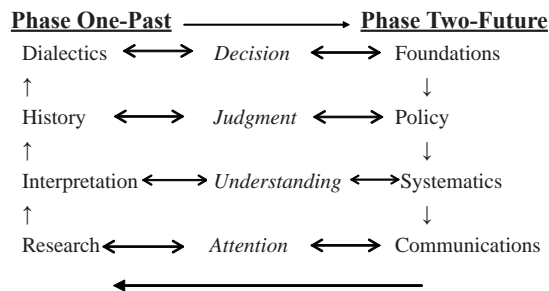 Phase One-Past Phase Two-Future
Dialectics Decision Foundations
↑ ↓
History Judgment Policy
↑ ↓
Interpretation Understanding Systematics
↑ ↓
Research Attention Communications